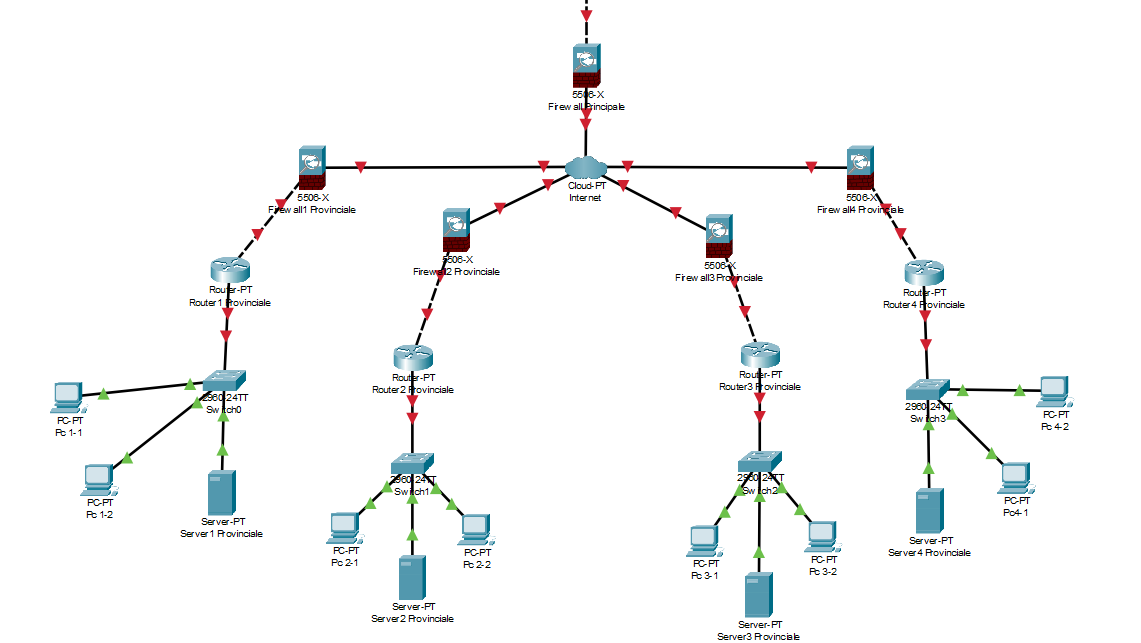 5506-X
Firewall Principale
Cloud-PT
Internet
5506-X
Firewall1 Provinciale
5506-X
Firewall4 Provinciale
5506-X
Firewall2 Provinciale
5506-X
Firewall3 Provinciale
Router-PT
Router1 Provinciale
Router-PT
Router4 Provinciale
Router-PT
Router2 Provinciale
Router-PT
Router3 Provinciale
2960-24TT
Switch0
2960-24TT
Switch3
PC-PT
Pc 1-1
PC-PT
Pc 4-2
2960-24TT
Switch1
2960-24TT
Switch2
PC-PT
Pc 1-2
PC-PT
Pc4-1
Server-PT
Server1 Provinciale
Server-PT
Server4 Provinciale
PC-PT
Pc 2-1
PC-PT
Pc 2-2
PC-PT
Pc 3-1
PC-PT
Pc 3-2
Server-PT
Server2 Provinciale
Server-PT
Server3 Provinciale